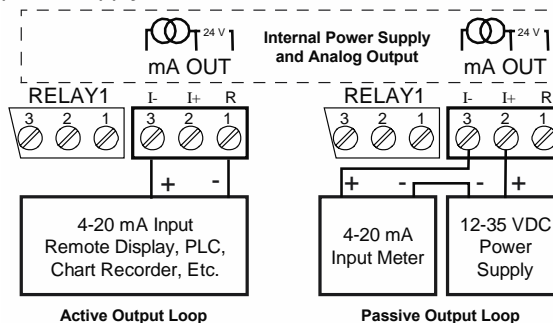 24 V
mA OUT
Internal Power Supply
and Analog Output
24 V
mA OUT
RELAY1
I- I+ R
3 2 1
3 2 1
RELAY1
I- I+ R
3 2 1
3 2 1
+ -
4-20 mA Input
Remote Display, PLC,
Chart Recorder, Etc.
Active Output Loop
+ - - +
4-20 mA
Input Meter
12-35 VDC
Power
Supply
Passive Output Loop